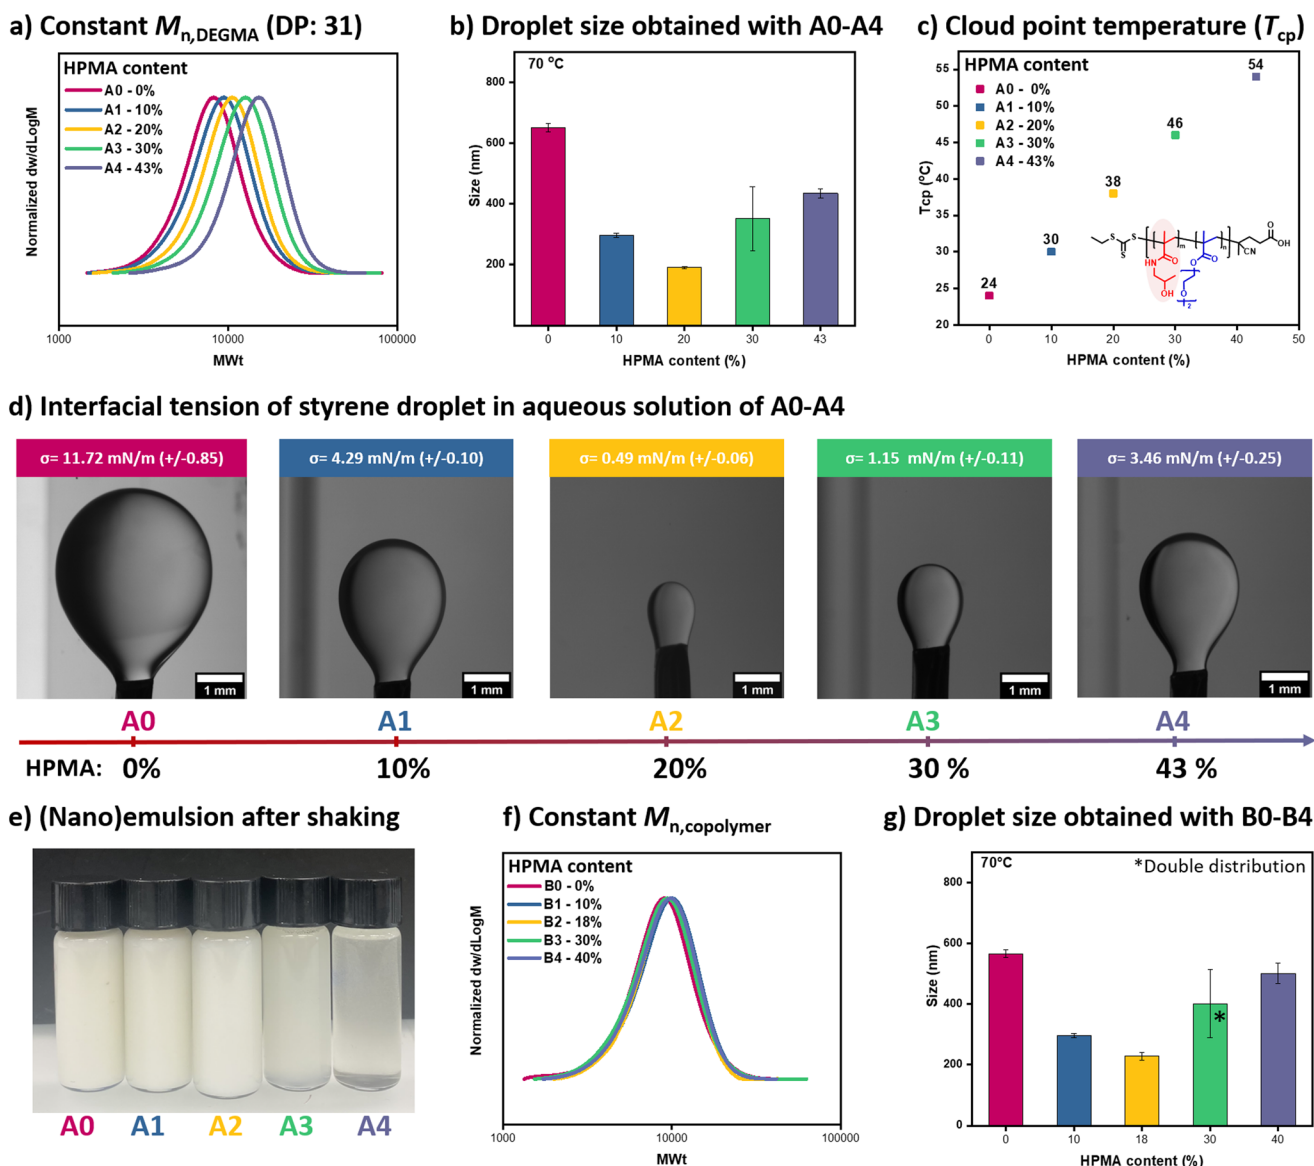 a) Constant Mn,DEGMA (DP: 31)
HPMA content
A0 - 0%
A1 - 10%
A2 - 20%
A3 - 30%
A4 - 43%
Normalized dw/dLogM
1000
10000
100000
MWt
b) Droplet size obtained with A0-A4
70 °C
800
600
400
200
Size (nm)
0
10
20
30
43
HPMA content (%)
c) Cloud point temperature (Tcp)
HPMA content
A0 - 0%
A1 - 10%
A2 - 20%
A3 - 30%
A4 - 43%
55
50
45
40
35
30
25
20
Tcp (°C)
24
30
38
46
54
S
S
S
m
n
HN
O
OH
O
O
O
2
CN
O
OH
0
10
20
30
40
50
HPMA content (%)
d) Interfacial tension of styrene droplet in aqueous solution of A0-A4
σ= 11.72 mN/m (+/-0.85)
σ= 4.29 mN/m (+/-0.10)
σ= 0.49 mN/m (+/-0.06)
σ= 1.15 mN/m (+/-0.11)
σ= 3.46 mN/m (+/-0.25)
1 mm
1 mm
1 mm
1 mm
1 mm
A0
A1
A2
A3
A4
HPMA:
0%
10%
20%
30 %
43 %
e) (Nano)emulsion after shaking
A0
A1
A2
A3
A4
f) Constant Mn,copolymer
HPMA content
B0 - 0%
B1 - 10%
B2 - 18%
B3 - 30%
B4 - 40%
Normalized dw/dLogM
1000
10000
100000
MWt
g) Droplet size obtained with B0-B4
70°C
*Double distribution
800
600
400
200
0
Size (nm)
*
0
10
18
30
40
HPMA content (%)